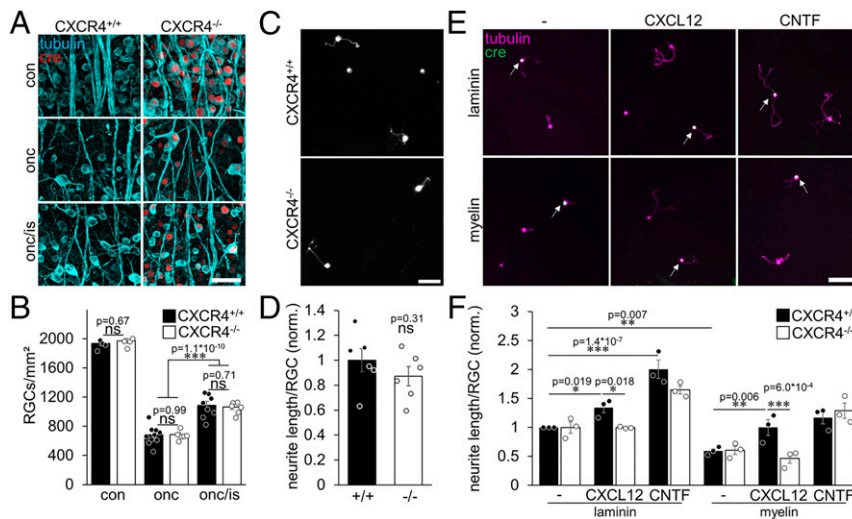 A
CXCR4+/+ CXCR4-/-
tubulin
cre
con
onc
onc/is
B
CXCR4+/+
CXCR4-/-
RGCs/mm²
2000
1600
1200
800
400
0
p=0.67
ns
p=1.1*10-10
***
p=0.99
ns
p=0.71
ns
con onc onc/is
C
CXCR4+/+
CXCR4-/-
D
neurite length/RGC (norm.)
1.4
1.2
1
0.8
0.6
0.4
0.2
0
p=0.31
ns
+/+ -/-
E
- CXCL12 CNTF
tubulin
cre
laminin
myelin
F
CXCR4+/+
CXCR4-/-
neurite length/RGC (norm.)
3
2.5
2
1.5
1
0.5
0
p=0.007
**
p=1.4*10-7
***
p=0.019
*
p=0.018
*
p=0.006
**
p=6.0*10-4
***
- CXCL12 CNTF - CXCL12 CNTF
laminin myelin